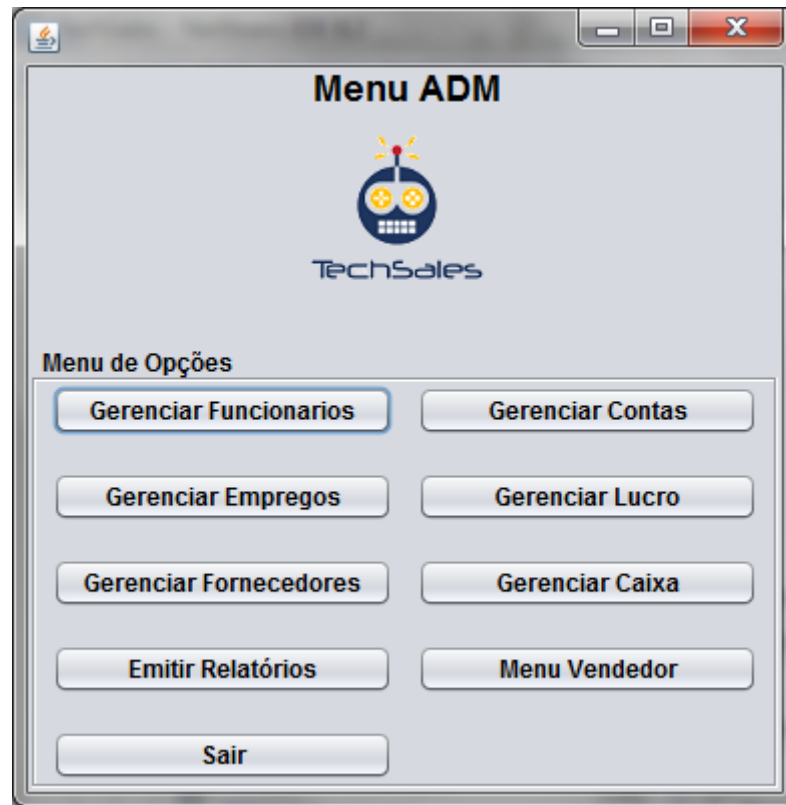 Menu ADM
TechSales
Menu de Opções
Gerenciar Funcionarios
Gerenciar Contas
Gerenciar Empregos
Gerenciar Lucro
Gerenciar Fornecedores
Gerenciar Caixa
Emitir Relatórios
Menu Vendedor
Sair